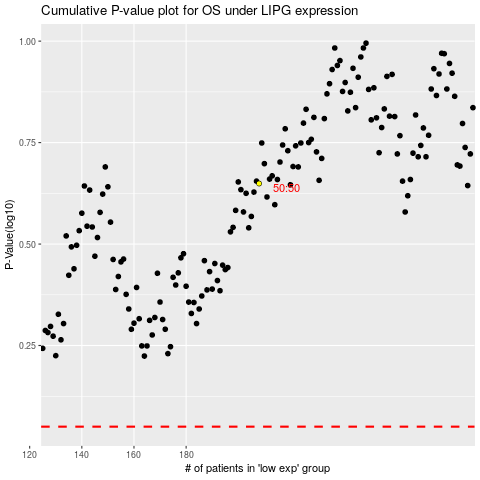 Cumulative P-value plot for OS under LIPG expression
P-Value(log10)
1.00
0.75
0.50
0.25
50:50
120 140 160 180
# of patients in 'low exp' group